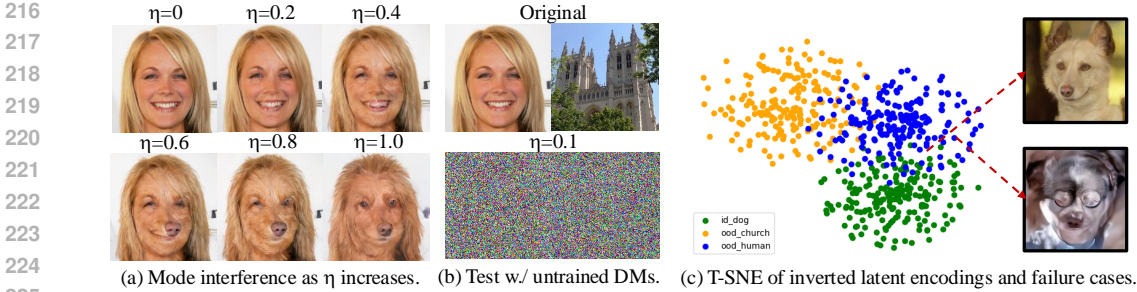 216
217
218
219
220
221
222
223
224
η=0 η=0.2 η=0.4 Original
η=0.6 η=0.8 η=1.0 η=0.1
id_dog
ood_church
ood_human
(a) Mode interference as η increases. (b) Test w./ untrained DMs. (c) T-SNE of inverted latent encodings and failure cases.